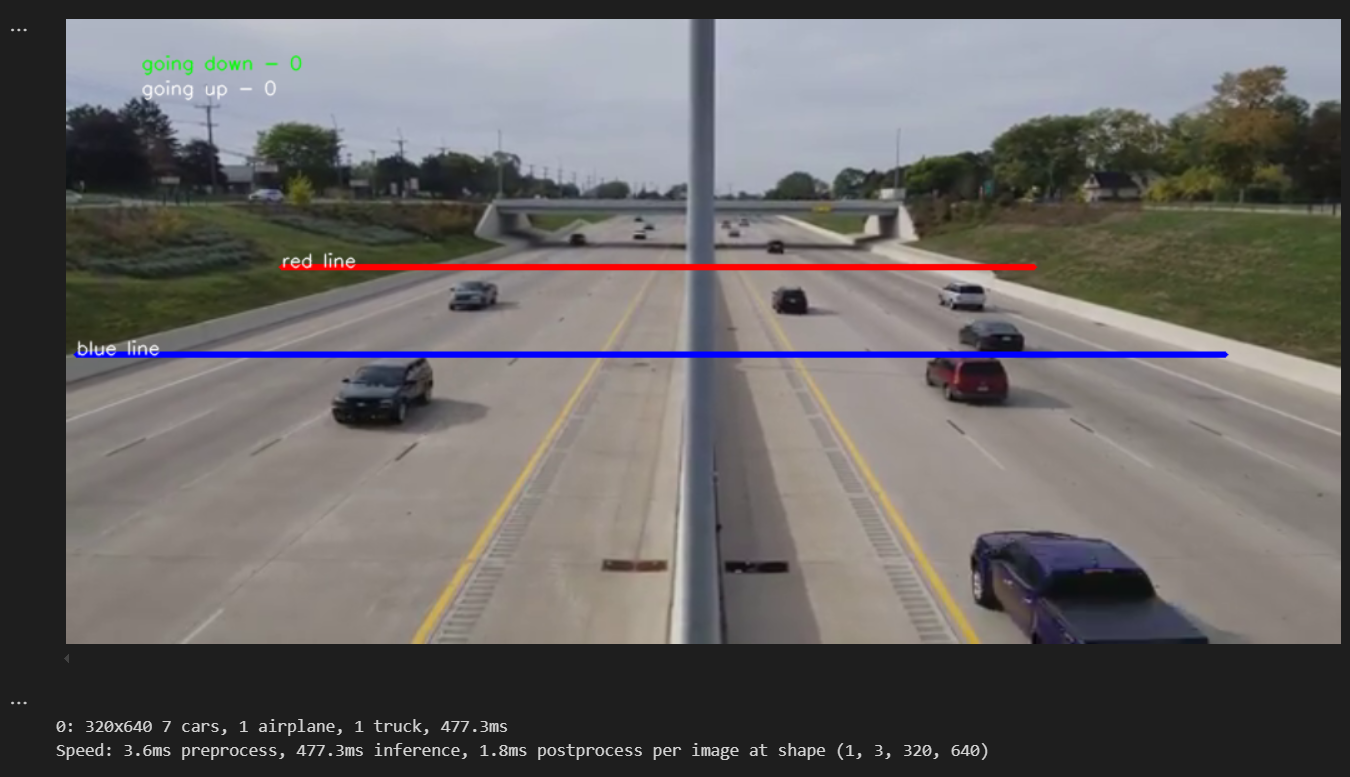 ...
going down - 0
going up - 0
red line
blue line
...
0: 320x640 7 cars, 1 airplane, 1 truck, 477.3ms
Speed: 3.6ms preprocess, 477.3ms inference, 1.8ms postprocess per image at shape (1, 3, 320, 640)